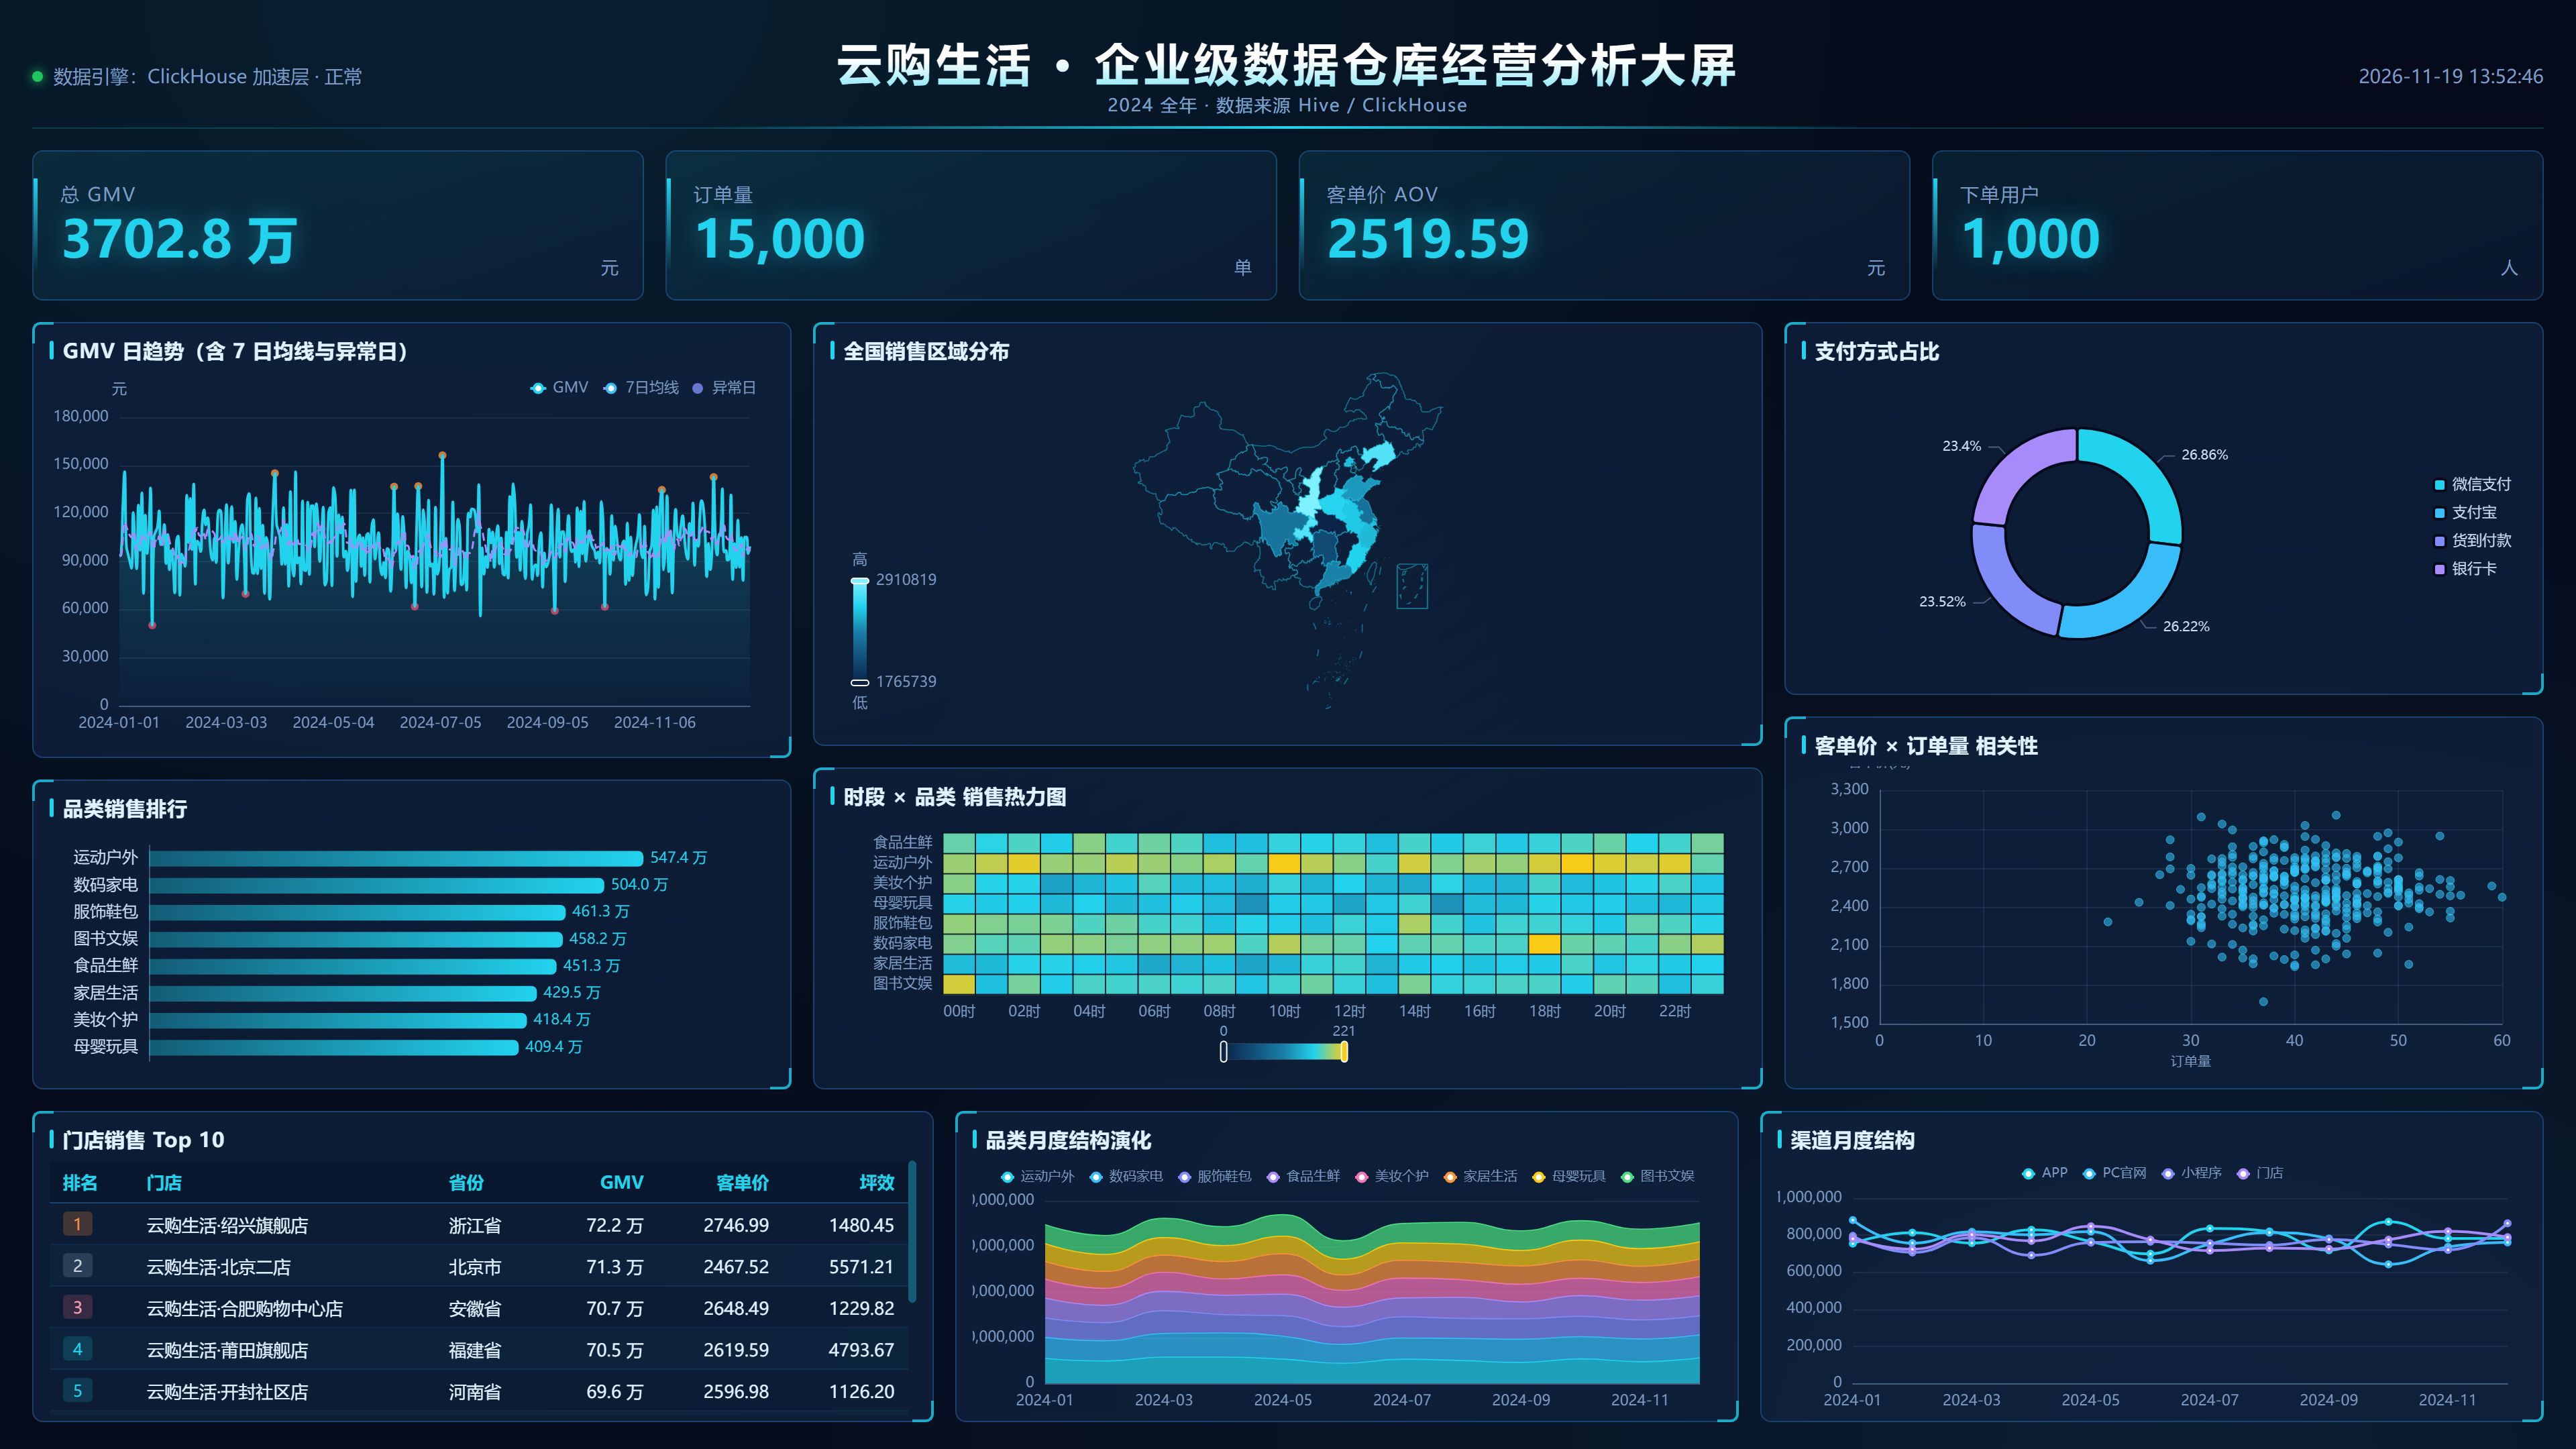 数据引擎：ClickHouse 加速层 · 正常
云购生活 • 企业级数据仓库经营分析大屏
2024 全年 · 数据来源 Hive / ClickHouse
2026-11-19 13:52:46
总 GMV
3702.8 万
元
订单量
15,000
单
客单价 AOV
2519.59
元
下单用户
1,000
人
GMV 日趋势（含 7 日均线与异常日）
元
GMV 7日均线 异常日
180,000
150,000
120,000
90,000
60,000
30,000
0
2024-01-01 2024-03-03 2024-05-04 2024-07-05 2024-09-05 2024-11-06
全国销售区域分布
高
2910819
1765739
低
支付方式占比
23.4%
26.86%
23.52%
26.22%
微信支付
支付宝
货到付款
银行卡
品类销售排行
运动户外 547.4 万
数码家电 504.0 万
服饰鞋包 461.3 万
图书文娱 458.2 万
食品生鲜 451.3 万
家居生活 429.5 万
美妆个护 418.4 万
母婴玩具 409.4 万
时段 × 品类 销售热力图
食品生鲜
运动户外
美妆个护
母婴玩具
服饰鞋包
数码家电
家居生活
图书文娱
00时 02时 04时 06时 08时 10时 12时 14时 16时 18时 20时 22时
0 221
客单价 × 订单量 相关性
3,300
3,000
2,700
2,400
2,100
1,800
1,500
0 10 20 30 40 50 60
订单量
门店销售 Top 10
排名 门店 省份 GMV 客单价 坪效
1 云购生活·绍兴旗舰店 浙江省 72.2 万 2746.99 1480.45
2 云购生活·北京二店 北京市 71.3 万 2467.52 5571.21
3 云购生活·合肥购物中心店 安徽省 70.7 万 2648.49 1229.82
4 云购生活·莆田旗舰店 福建省 70.5 万 2619.59 4793.67
5 云购生活·开封社区店 河南省 69.6 万 2596.98 1126.20
品类月度结构演化
运动户外 数码家电 服饰鞋包 食品生鲜 美妆个护 家居生活 母婴玩具 图书文娱
0,000,000
0,000,000
0,000,000
0,000,000
0
2024-01 2024-03 2024-05 2024-07 2024-09 2024-11
渠道月度结构
APP PC官网 小程序 门店
1,000,000
800,000
600,000
400,000
200,000
0
2024-01 2024-03 2024-05 2024-07 2024-09 2024-11